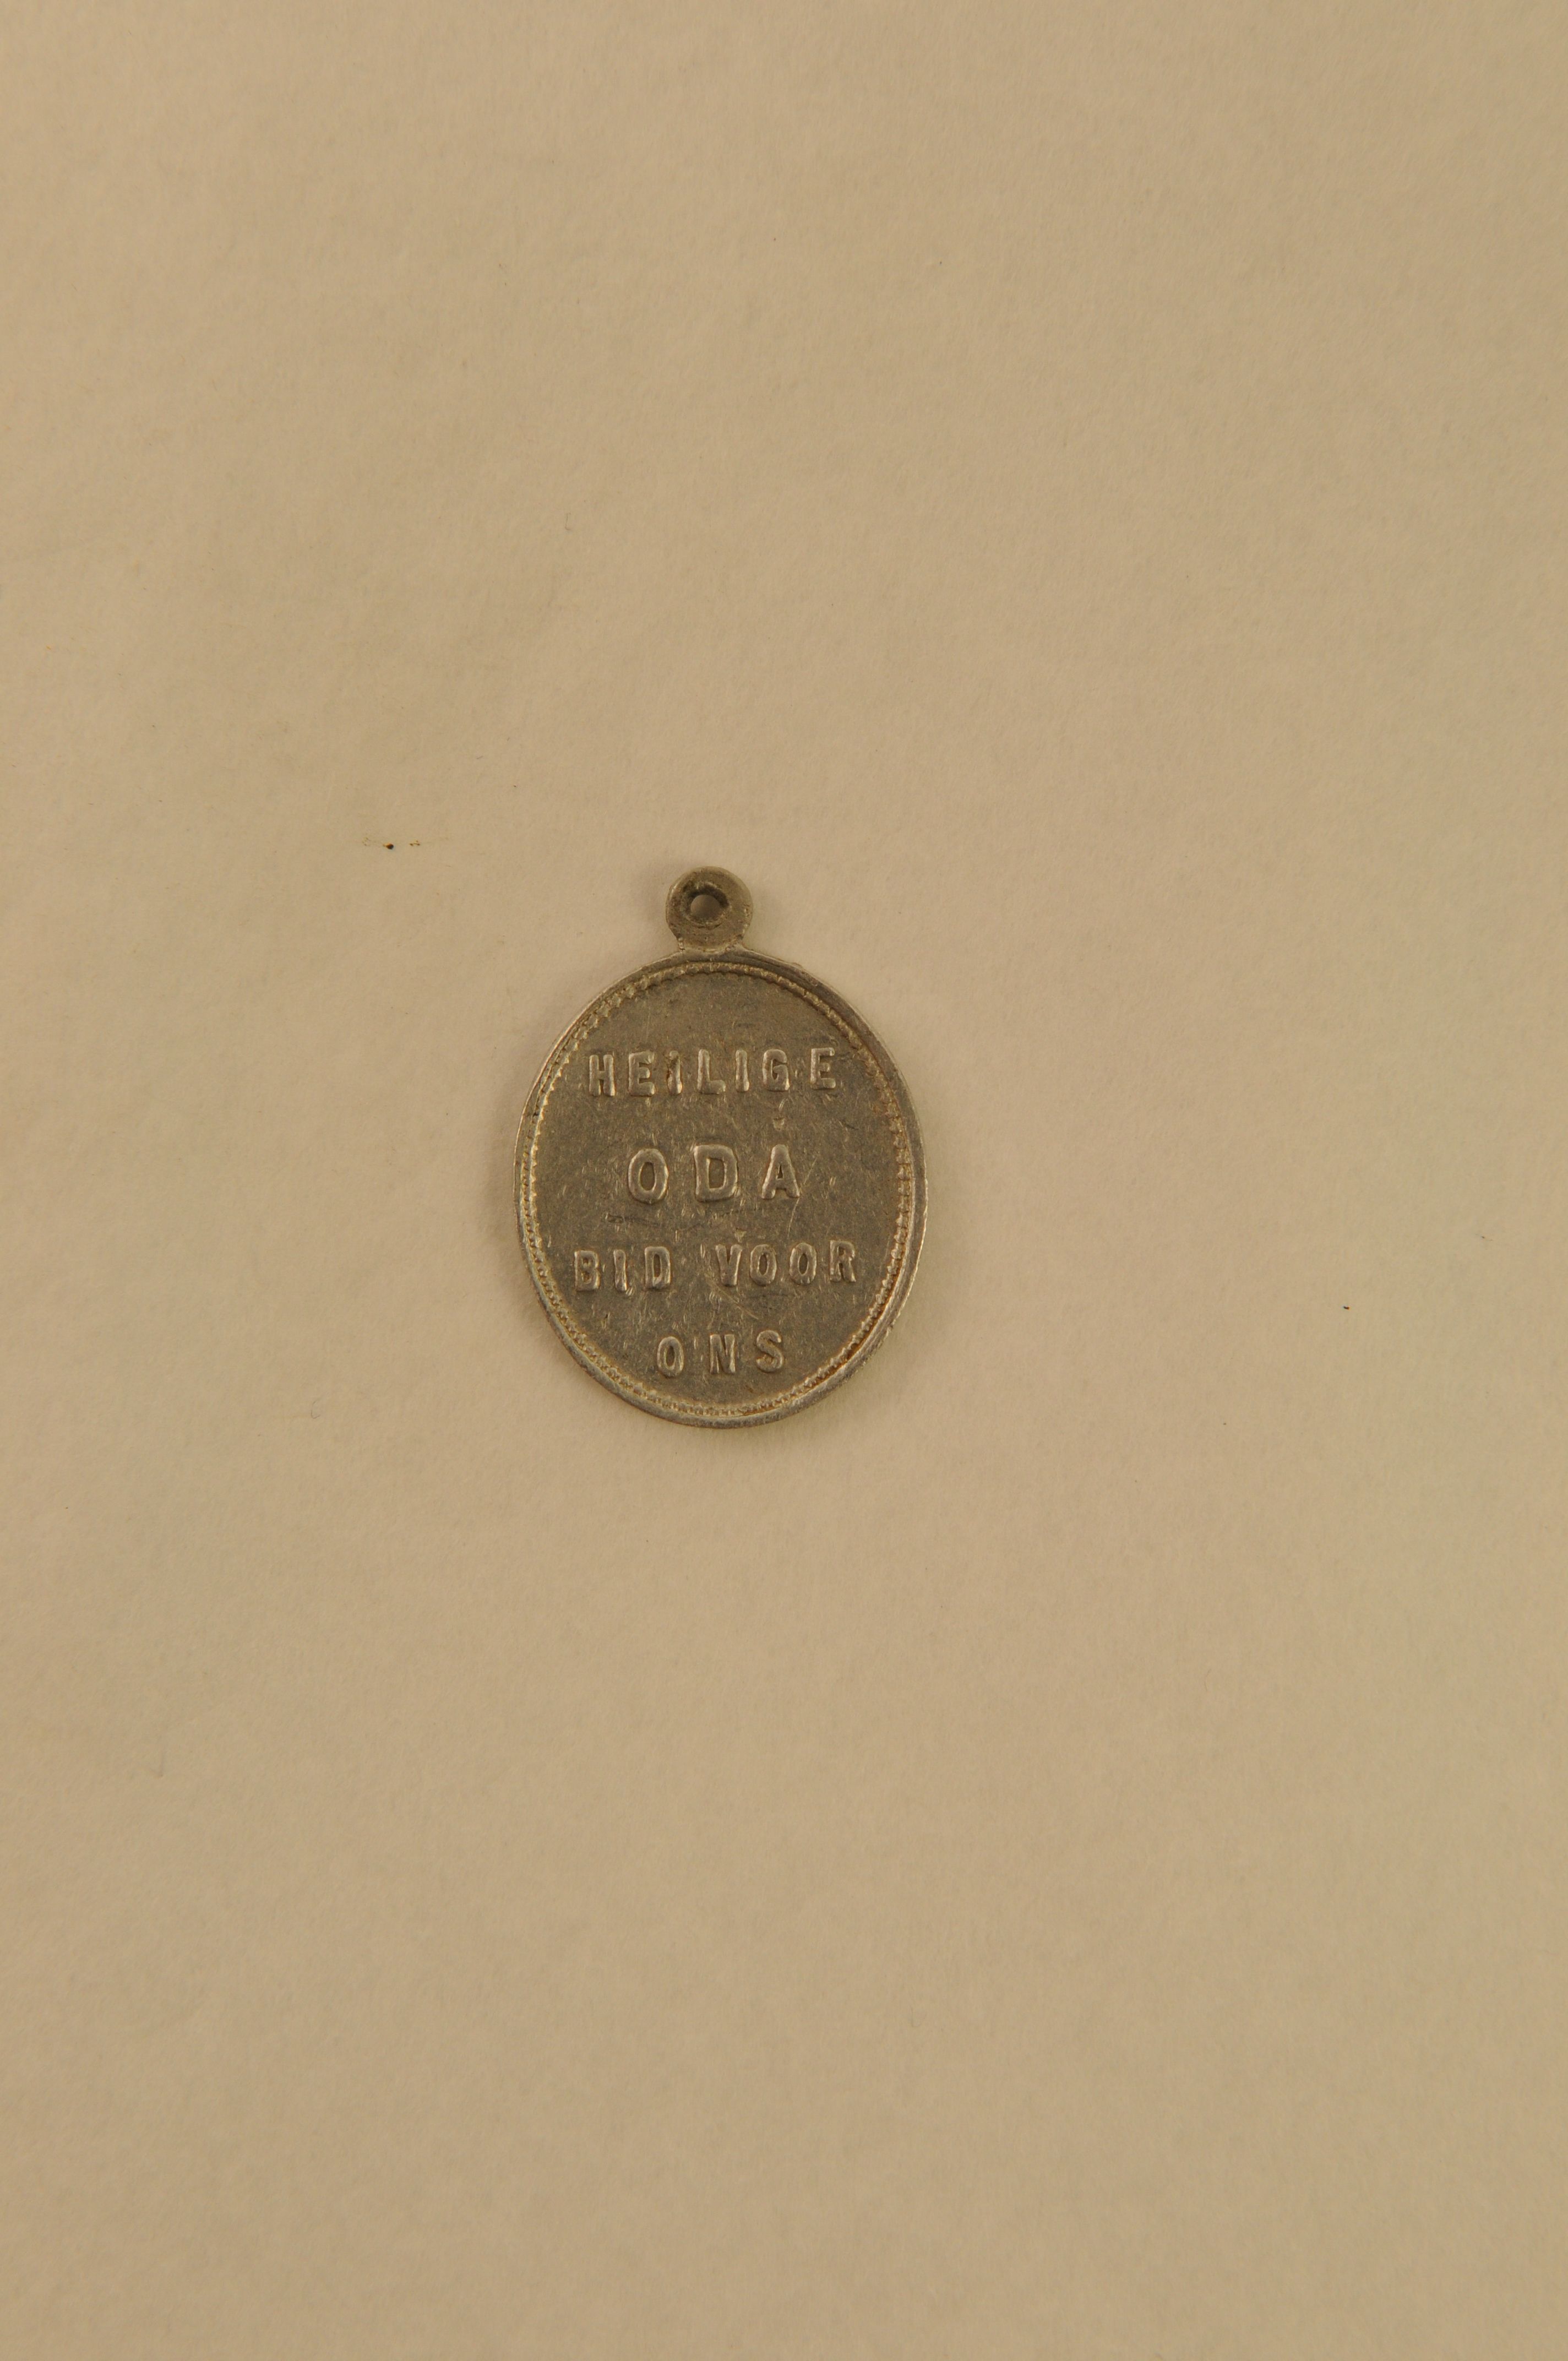 HEILIGE
ODA
BID VOOR
ONS